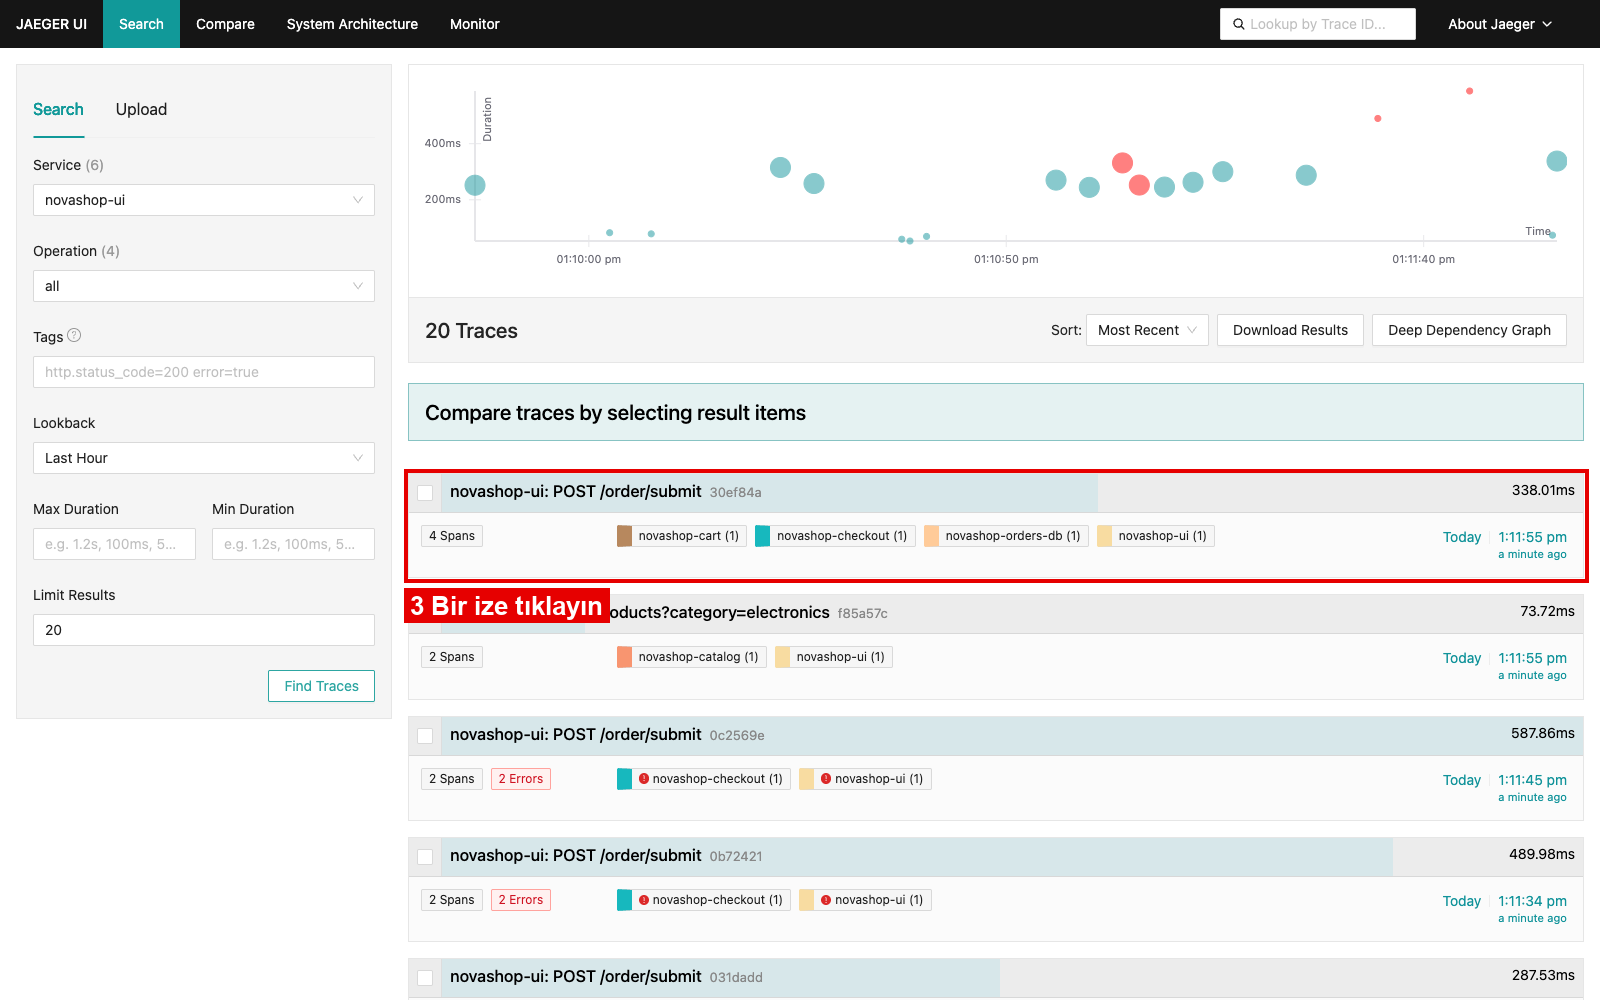 JAEGER UI
Search
Compare
System Architecture
Monitor
Lookup by Trace ID...
About Jaeger
Search
Upload
Service (6)
novashop-ui
Operation (4)
all
Tags ?
http.status_code=200 error=true
Lookback
Last Hour
Max Duration
Min Duration
e.g. 1.2s, 100ms, 5...
e.g. 1.2s, 100ms, 5...
Limit Results
20
Find Traces
Duration
400ms
200ms
Time
01:10:00 pm
01:10:50 pm
01:11:40 pm
20 Traces
Sort:
Most Recent
Download Results
Deep Dependency Graph
Compare traces by selecting result items
novashop-ui: POST /order/submit 30ef84a
338.01ms
4 Spans
novashop-cart (1)
novashop-checkout (1)
novashop-orders-db (1)
novashop-ui (1)
Today
1:11:55 pm
a minute ago
3 Bir ize tıklayın
oducts?category=electronics f85a57c
73.72ms
2 Spans
novashop-catalog (1)
novashop-ui (1)
Today
1:11:55 pm
a minute ago
novashop-ui: POST /order/submit 0c2569e
587.86ms
2 Spans
2 Errors
novashop-checkout (1)
novashop-ui (1)
Today
1:11:45 pm
a minute ago
novashop-ui: POST /order/submit 0b72421
489.98ms
2 Spans
2 Errors
novashop-checkout (1)
novashop-ui (1)
Today
1:11:34 pm
a minute ago
novashop-ui: POST /order/submit 031dadd
287.53ms